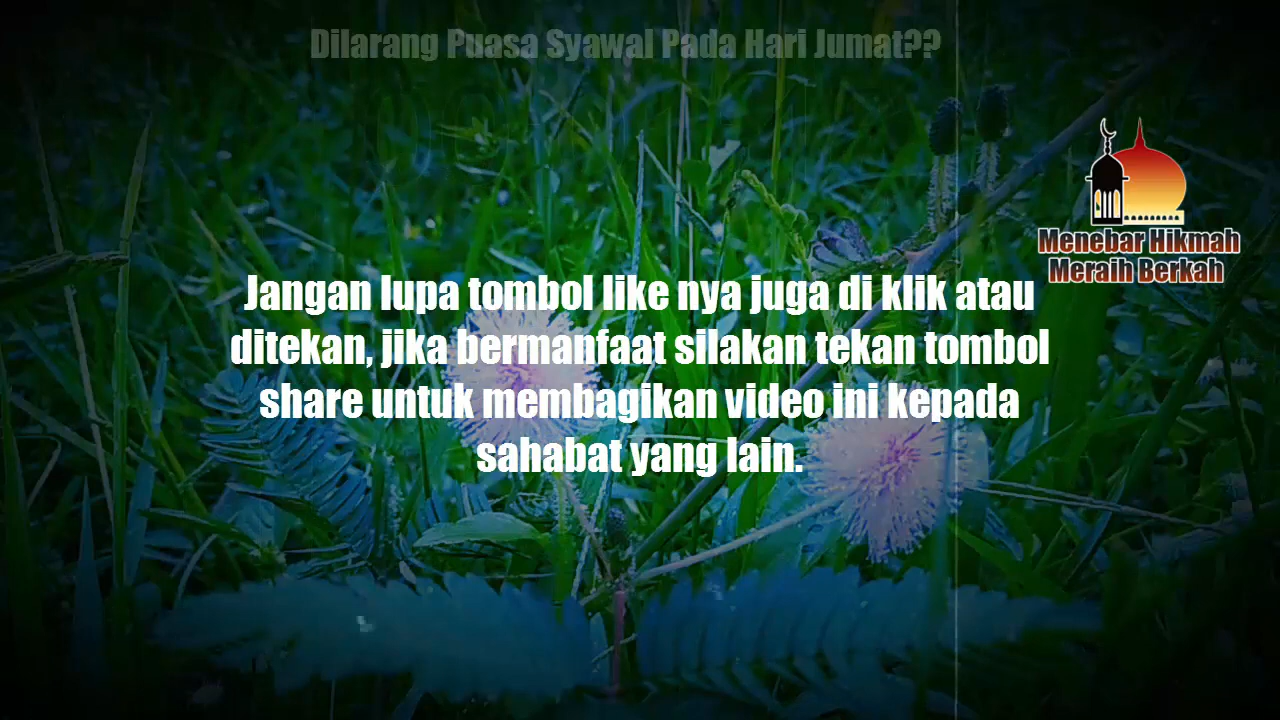 Dilarang Puasa Syawal Pada Hari Jumat??
Menebar Hikmah
Meraih Berkah
Jangan lupa tombol like nya juga di klik atau
ditekan, jika bermanfaat silakan tekan tombol
share untuk membagikan video ini kepada
sahabat yang lain.